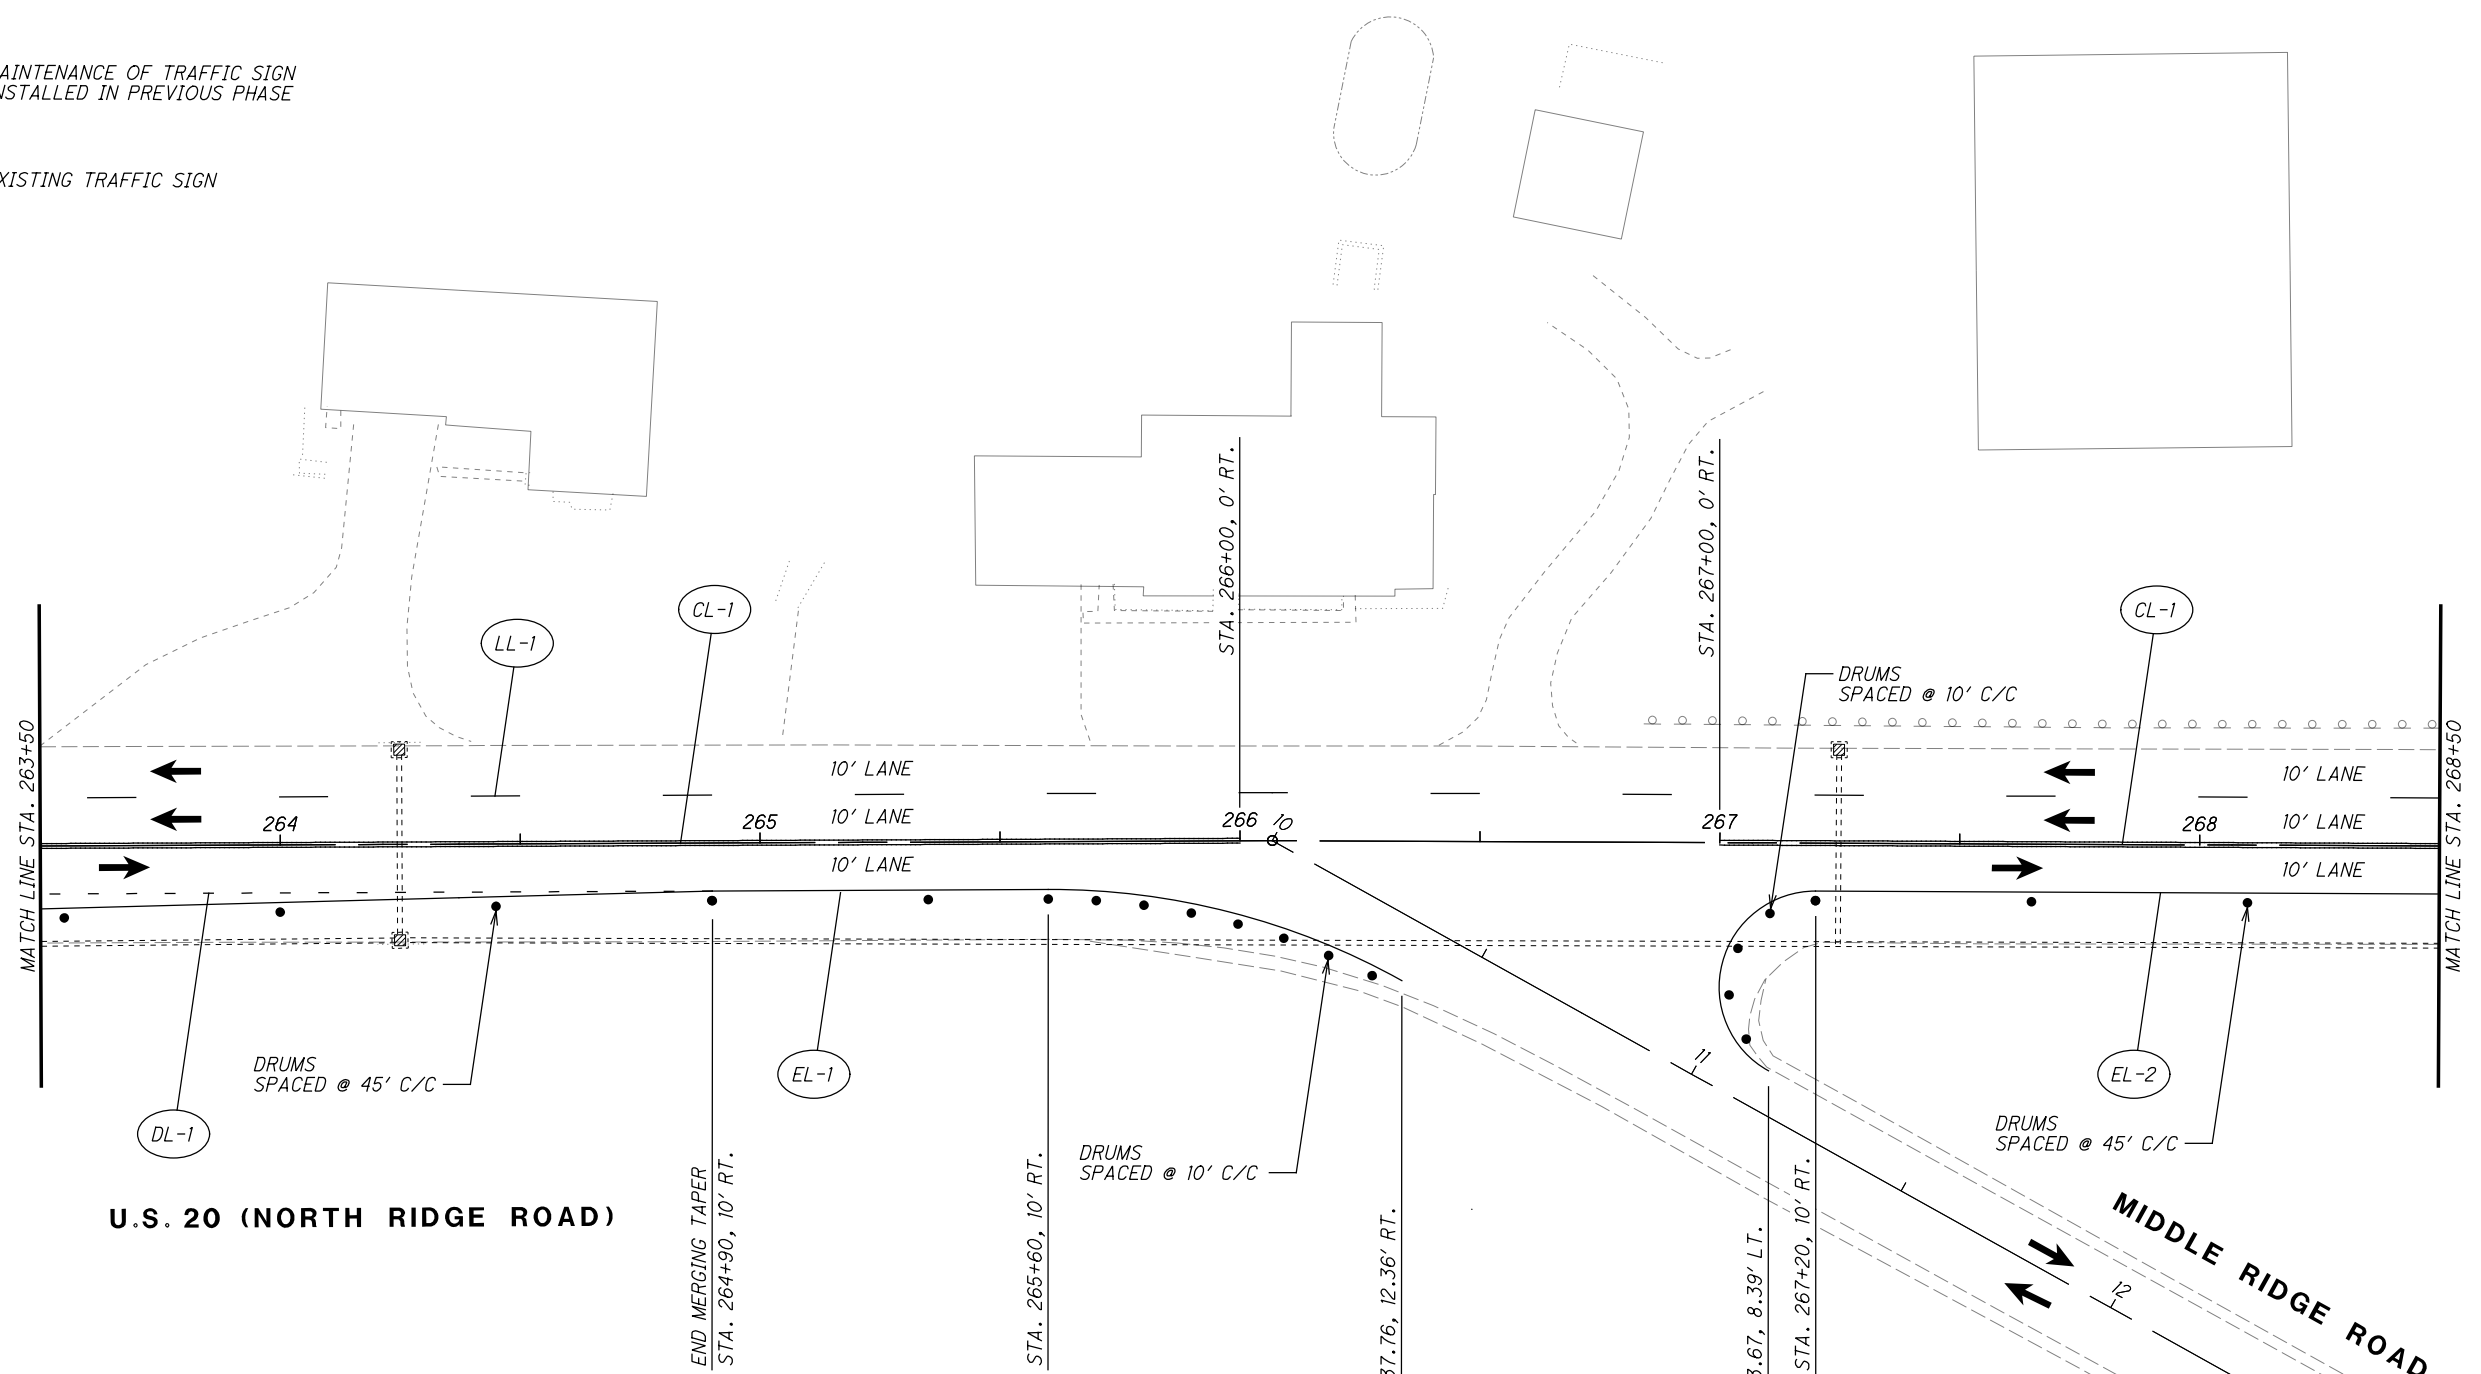 AINTENANCE OF TRAFFIC SIGN
NSTALLED IN PREVIOUS PHASE
XISTING TRAFFIC SIGN
STA. 266+00, 0' RT.
STA. 267+00, 0' RT.
LL-1
CL-1
CL-1
DRUMS
SPACED @ 10' C/C
MATCH LINE STA. 263+50
MATCH LINE STA. 268+50
10' LANE
10' LANE
10' LANE
10' LANE
10' LANE
10' LANE
264
265
266
10
267
268
DRUMS
SPACED @ 45' C/C
DL-1
EL-1
EL-2
11
12
DRUMS
SPACED @ 10' C/C
DRUMS
SPACED @ 45' C/C
U.S. 20 (NORTH RIDGE ROAD)
END MERGING TAPER
STA. 264+90, 10' RT.
STA. 265+60, 10' RT.
37.76, 12.36' RT.
3.67, 8.39' LT.
STA. 267+20, 10' RT.
MIDDLE RIDGE ROAD